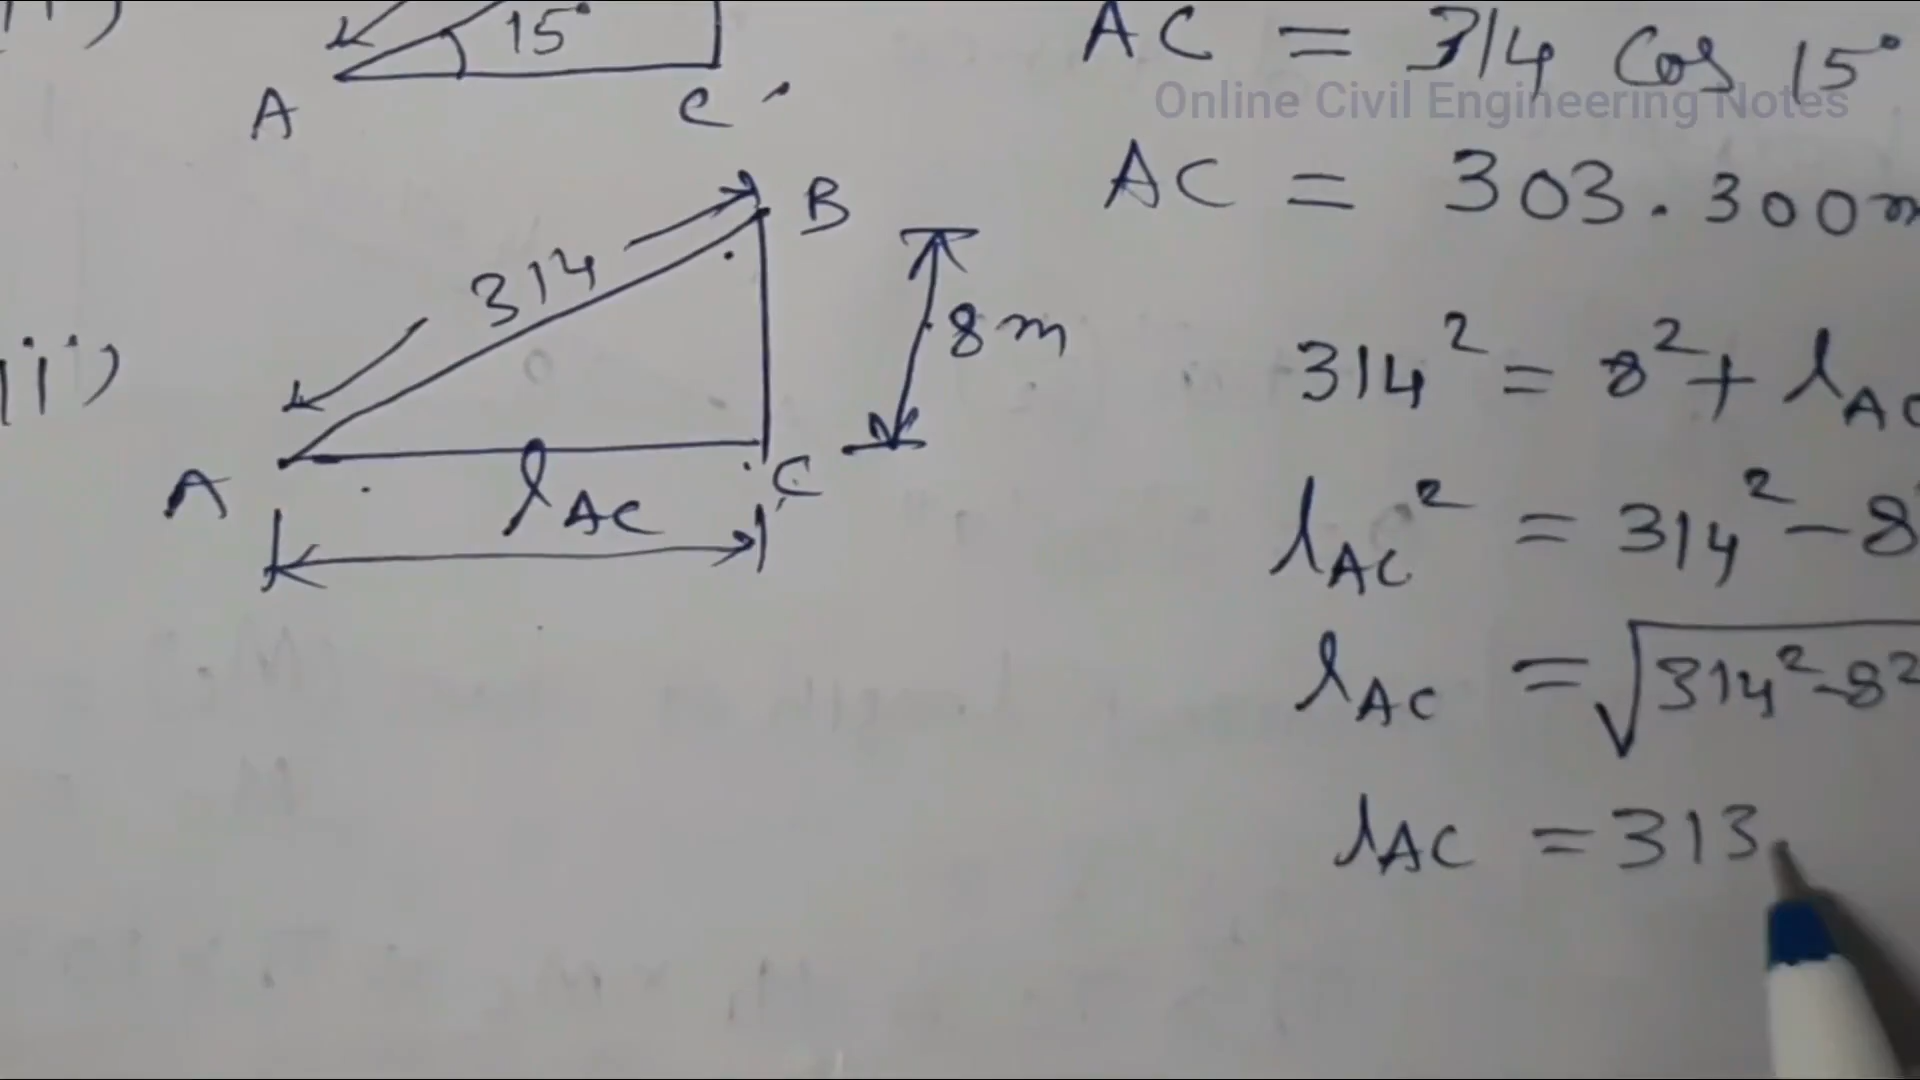 15°
A
C
AC = 314 Cos 15°
Online Civil Engineering Notes
AC = 303.300m
ii)
314
B
8m
A
C
lAC
314² = 8² + lAC
lAC² = 314² - 8
lAC = √314²-8²
lAC = 313.